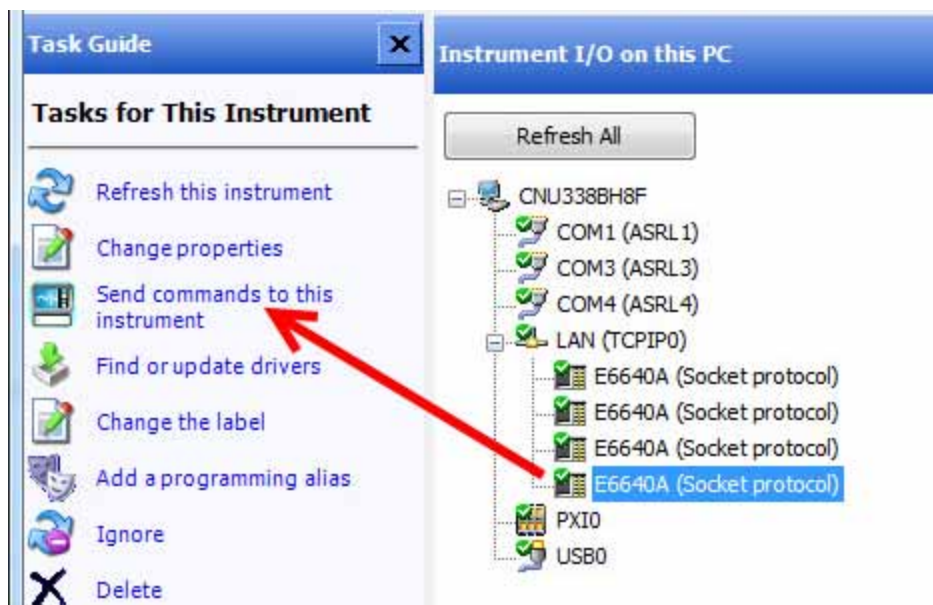 Task Guide
Tasks for This Instrument
Refresh this instrument
Change properties
Send commands to this
instrument
Find or update drivers
Change the label
Add a programming alias
Ignore
Delete
Instrument I/O on this PC
Refresh All
CNU338BH8F
COM1 (ASRL1)
COM3 (ASRL3)
COM4 (ASRL4)
LAN (TCPIP0)
E6640A (Socket protocol)
E6640A (Socket protocol)
E6640A (Socket protocol)
E6640A (Socket protocol)
PXI0
USB0